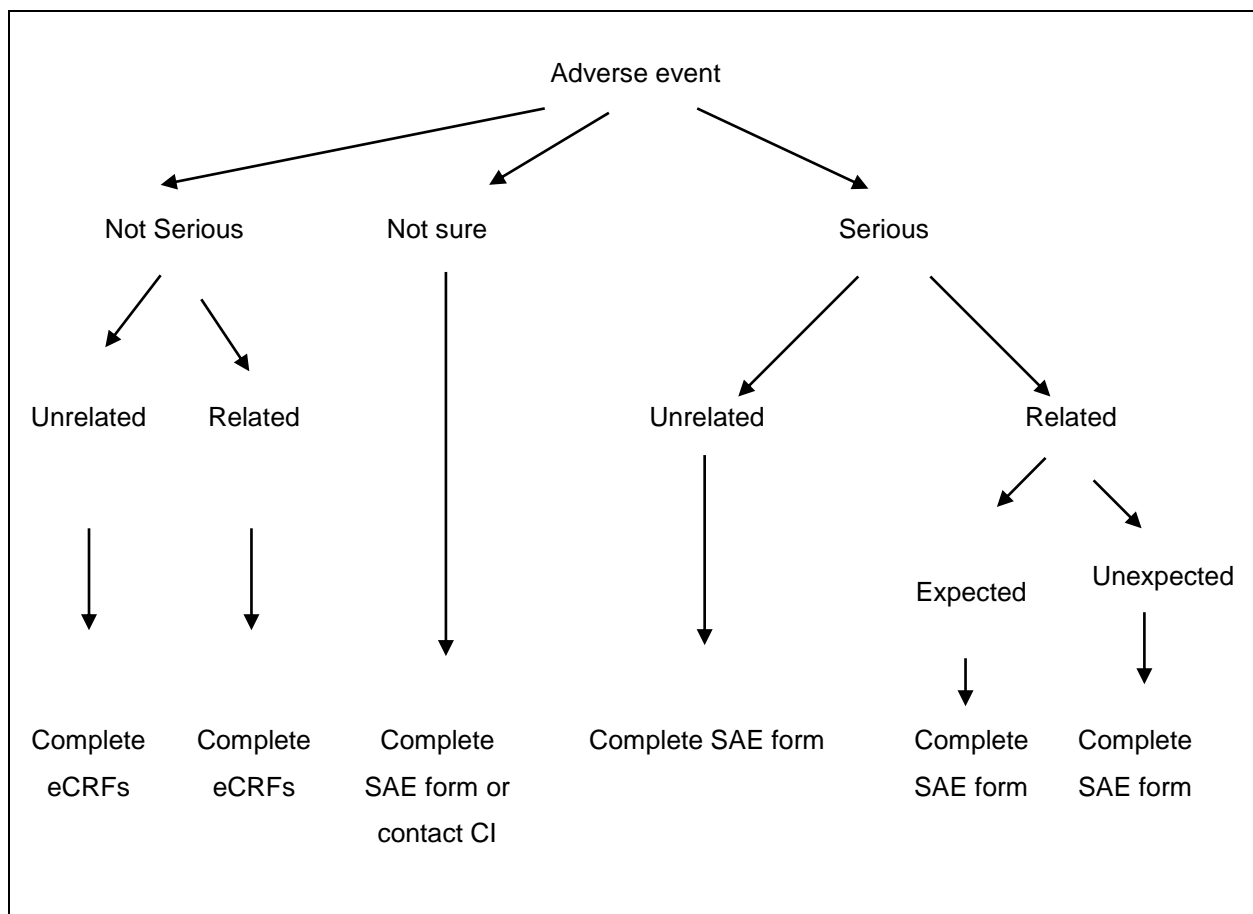 Adverse event
Not Serious
Not sure
Serious
Unrelated
Related
Unrelated
Related
Expected
Unexpected
Complete
eCRFs
Complete
eCRFs
Complete
SAE form or
contact CI
Complete SAE form
Complete
SAE form
Complete
SAE form